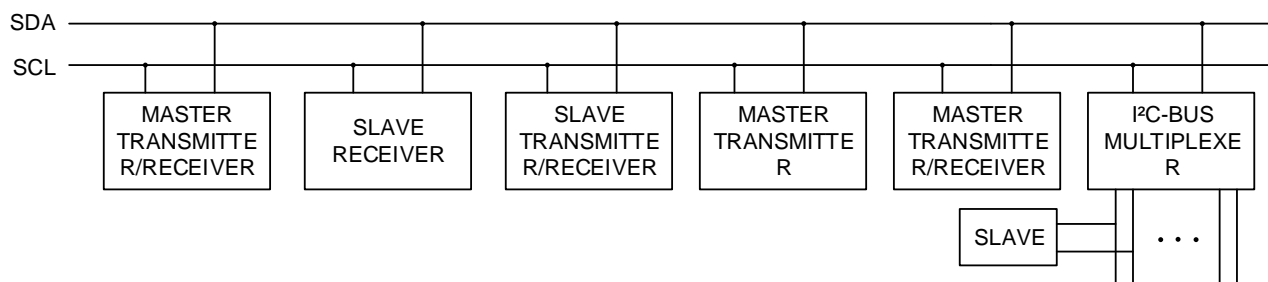 SDA
SCL
MASTER
TRANSMITTE
R/RECEIVER
SLAVE
RECEIVER
SLAVE
TRANSMITTE
R/RECEIVER
MASTER
TRANSMITTE
R
MASTER
TRANSMITTE
R/RECEIVER
I²C-BUS
MULTIPLEXE
R
SLAVE
. . .